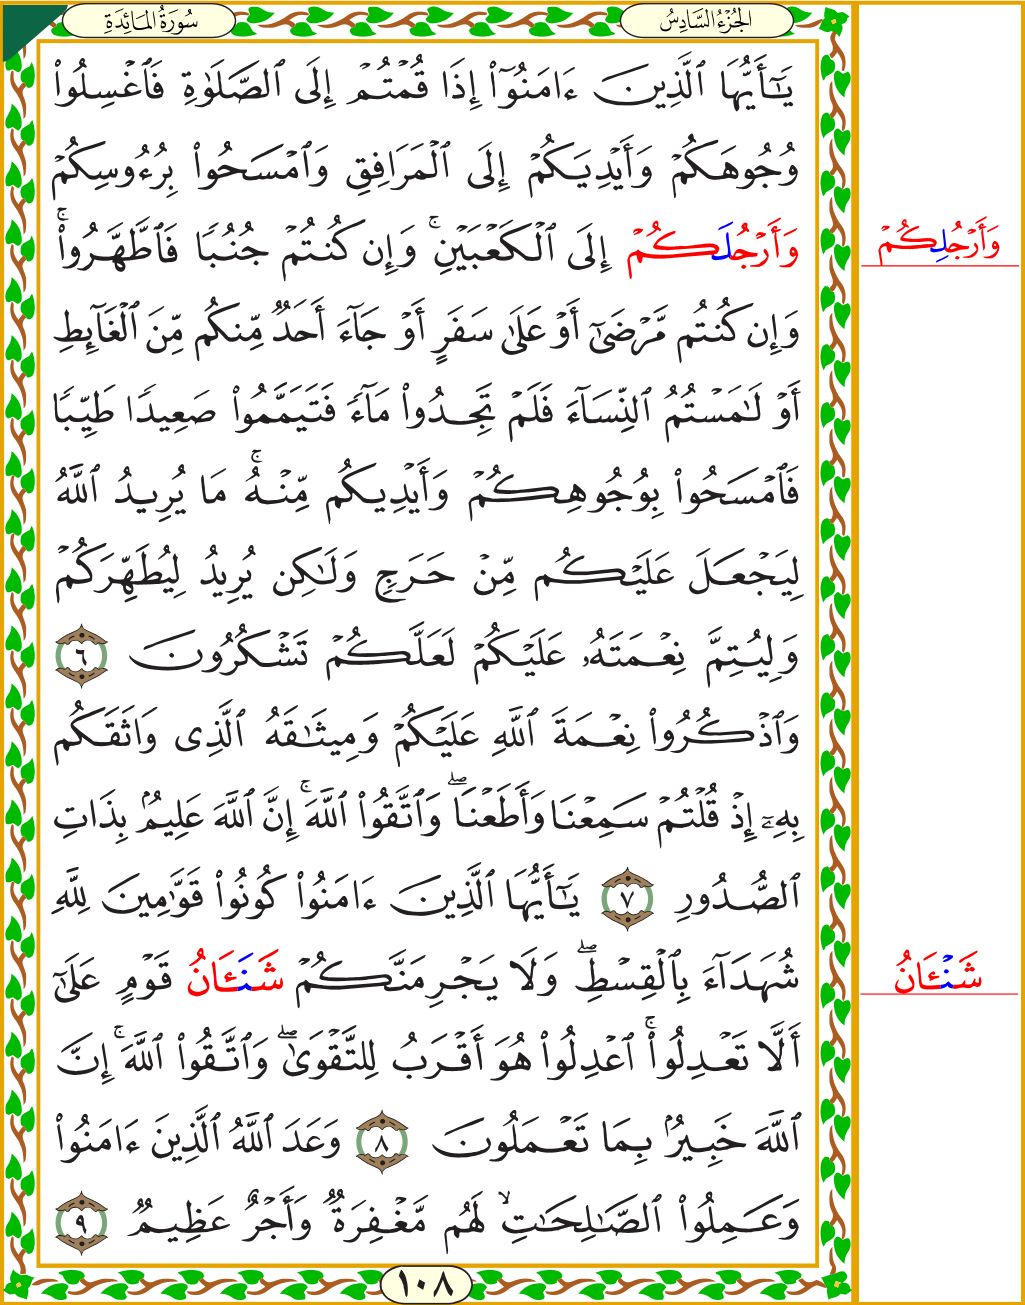 سُورَةُ المَائِدَةِ
الجُزْءُ السَّادِسُ
يَٰٓأَيُّهَا ٱلَّذِينَ ءَامَنُوٓا۟ إِذَا قُمْتُمْ إِلَى ٱلصَّلَوٰةِ فَٱغْسِلُوا۟
وُجُوهَكُمْ وَأَيْدِيَكُمْ إِلَى ٱلْمَرَافِقِ وَٱمْسَحُوا۟ بِرُءُوسِكُمْ
وَأَرْجُلَكُمْ إِلَى ٱلْكَعْبَيْنِ ۚ وَإِن كُنتُمْ جُنُبًا فَٱطَّهَّرُوا۟ ۚ
وَأَرْجُلِكُمْ
وَإِن كُنتُم مَّرْضَىٰٓ أَوْ عَلَىٰ سَفَرٍ أَوْ جَآءَ أَحَدٌ مِّنكُم مِّنَ ٱلْغَآئِطِ
أَوْ لَٰمَسْتُمُ ٱلنِّسَآءَ فَلَمْ تَجِدُوا۟ مَآءً فَتَيَمَّمُوا۟ صَعِيدًا طَيِّبًا
فَٱمْسَحُوا۟ بِوُجُوهِكُمْ وَأَيْدِيكُم مِّنْهُ ۚ مَا يُرِيدُ ٱللَّهُ
لِيَجْعَلَ عَلَيْكُم مِّنْ حَرَجٍ وَلَٰكِن يُرِيدُ لِيُطَهِّرَكُمْ
وَلِيُتِمَّ نِعْمَتَهُۥ عَلَيْكُمْ لَعَلَّكُمْ تَشْكُرُونَ ٦
وَٱذْكُرُوا۟ نِعْمَةَ ٱللَّهِ عَلَيْكُمْ وَمِيثَٰقَهُ ٱلَّذِى وَاثَقَكُم
بِهِۦٓ إِذْ قُلْتُمْ سَمِعْنَا وَأَطَعْنَا ۖ وَٱتَّقُوا۟ ٱللَّهَ ۚ إِنَّ ٱللَّهَ عَلِيمٌۢ بِذَاتِ
ٱلصُّدُورِ ٧ يَٰٓأَيُّهَا ٱلَّذِينَ ءَامَنُوا۟ كُونُوا۟ قَوَّٰمِينَ لِلَّهِ
شُهَدَآءَ بِٱلْقِسْطِ ۖ وَلَا يَجْرِمَنَّكُمْ شَنَـَٔانُ قَوْمٍ عَلَىٰٓ
شَنْـَٔانُ
أَلَّا تَعْدِلُوا۟ ۚ ٱعْدِلُوا۟ هُوَ أَقْرَبُ لِلتَّقْوَىٰ ۖ وَٱتَّقُوا۟ ٱللَّهَ ۚ إِنَّ
ٱللَّهَ خَبِيرٌۢ بِمَا تَعْمَلُونَ ٨ وَعَدَ ٱللَّهُ ٱلَّذِينَ ءَامَنُوا۟
وَعَمِلُوا۟ ٱلصَّٰلِحَٰتِ ۙ لَهُم مَّغْفِرَةٌ وَأَجْرٌ عَظِيمٌ ٩
١٠٨